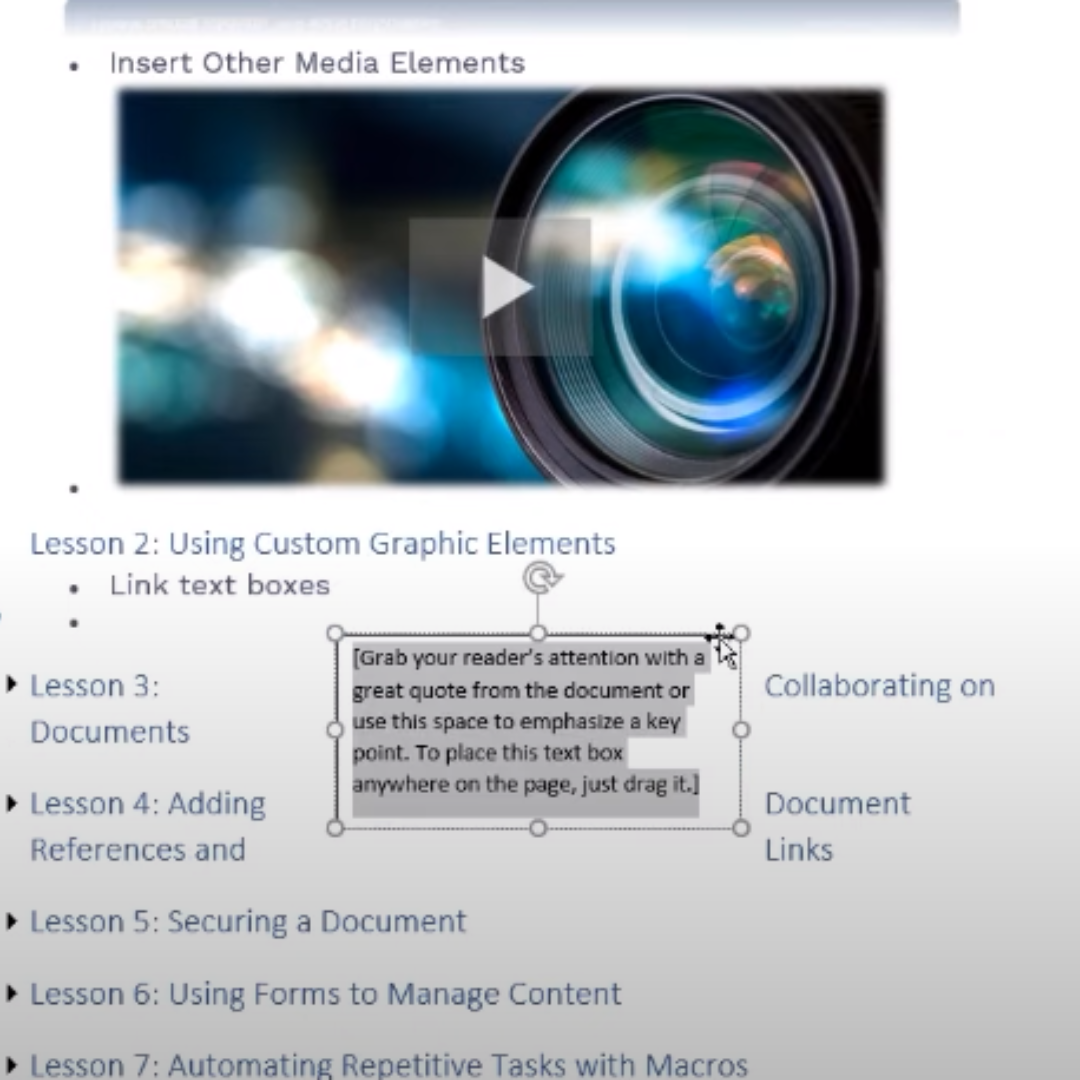 Insert Other Media Elements
Lesson 2: Using Custom Graphic Elements
Link text boxes
[Grab your reader's attention with a
great quote from the document or
use this space to emphasize a key
point. To place this text box
anywhere on the page, just drag it.]
Lesson 3: Collaborating on
Documents
Lesson 4: Adding Document
References and Links
Lesson 5: Securing a Document
Lesson 6: Using Forms to Manage Content
Lesson 7: Automating Repetitive Tasks with Macros